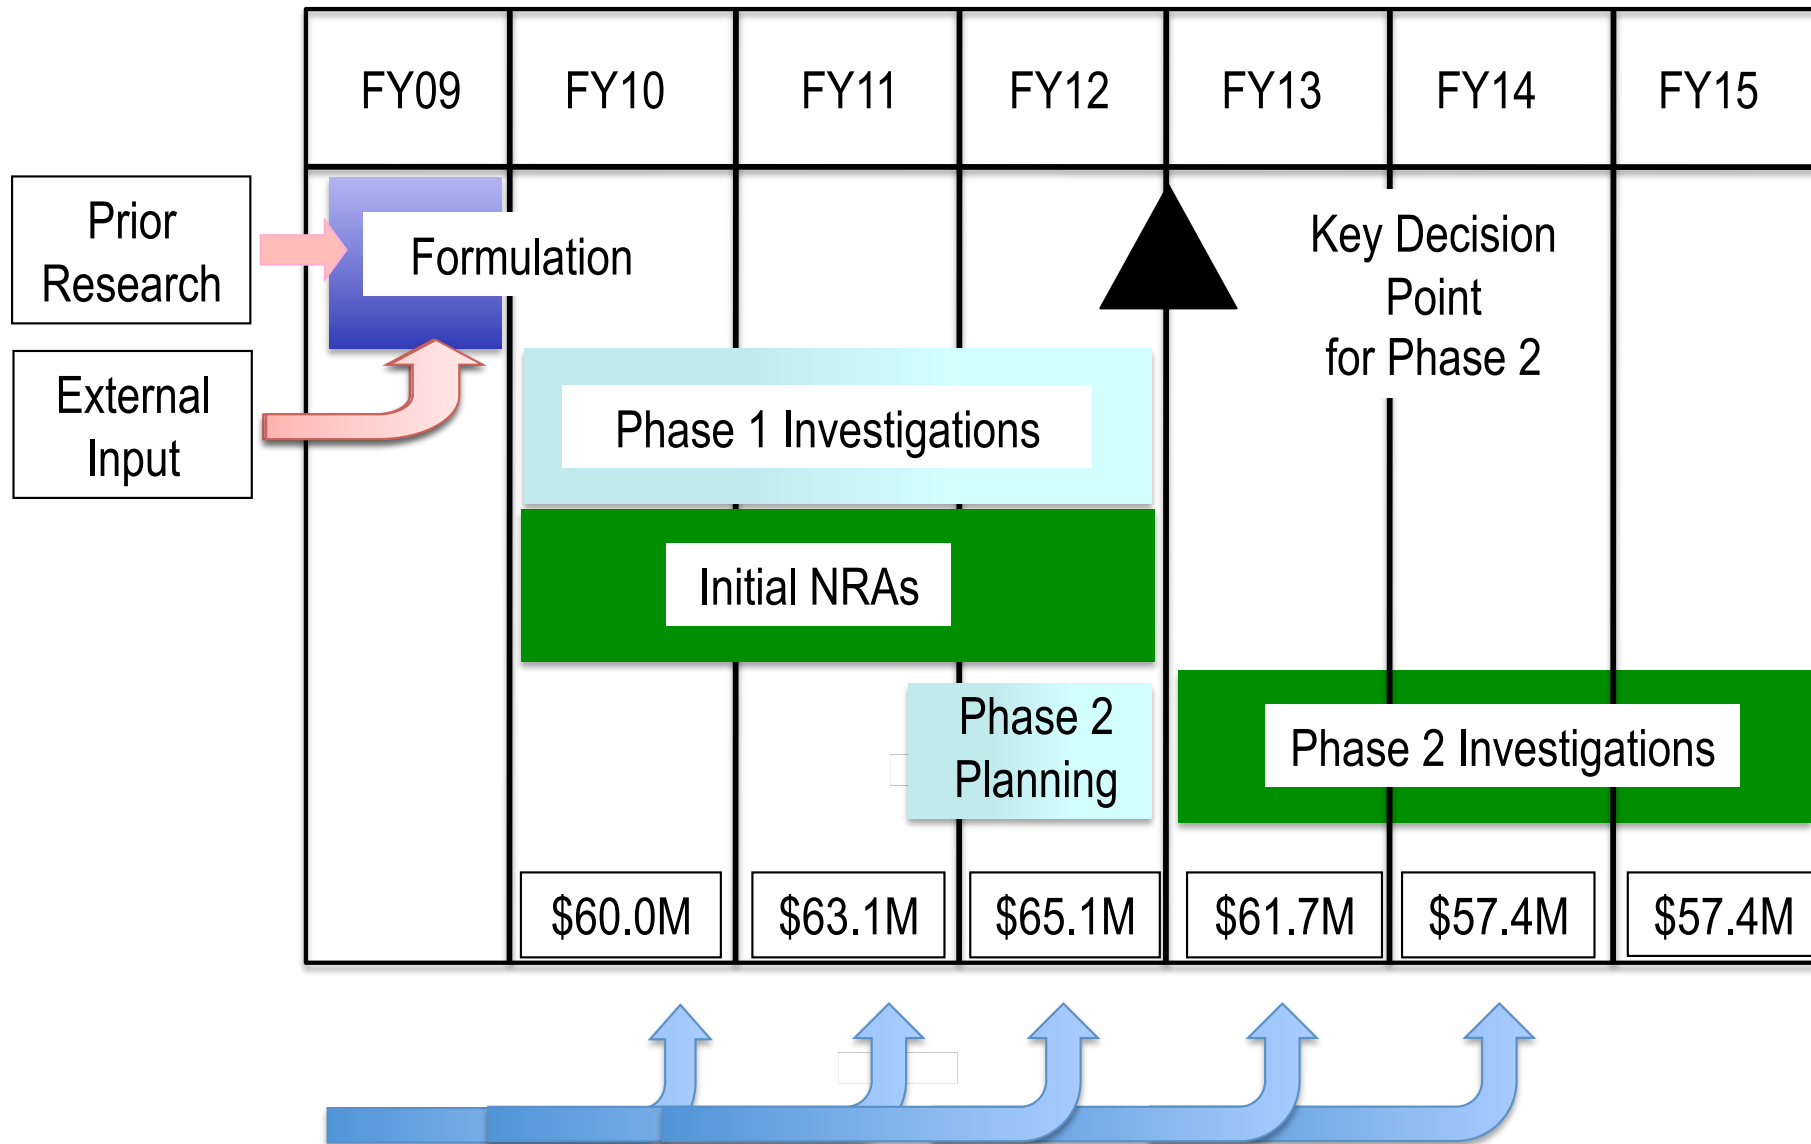 FY09 FY10 FY11 FY12 FY13 FY14 FY15
Prior
Research
External
Input
Formulation
Key Decision
Point
for Phase 2
Phase 1 Investigations
Initial NRAs
Phase 2
Planning
Phase 2 Investigations
$60.0M $63.1M $65.1M $61.7M $57.4M $57.4M